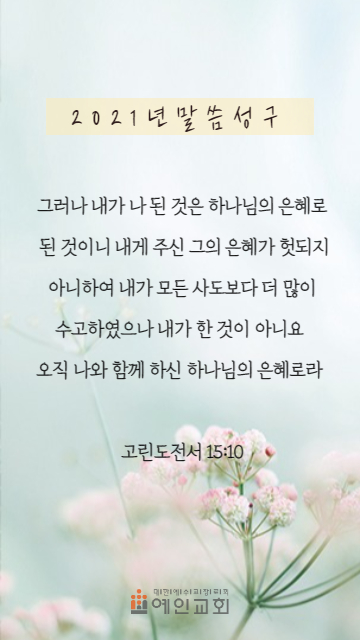 2021년말씀성구
그러나 내가 나 된 것은 하나님의 은혜로
된 것이니 내게 주신 그의 은혜가 헛되지
아니하여 내가 모든 사도보다 더 많이
수고하였으나 내가 한 것이 아니요
오직 나와 함께 하신 하나님의 은혜로라
고린도전서 15:10
예인교회